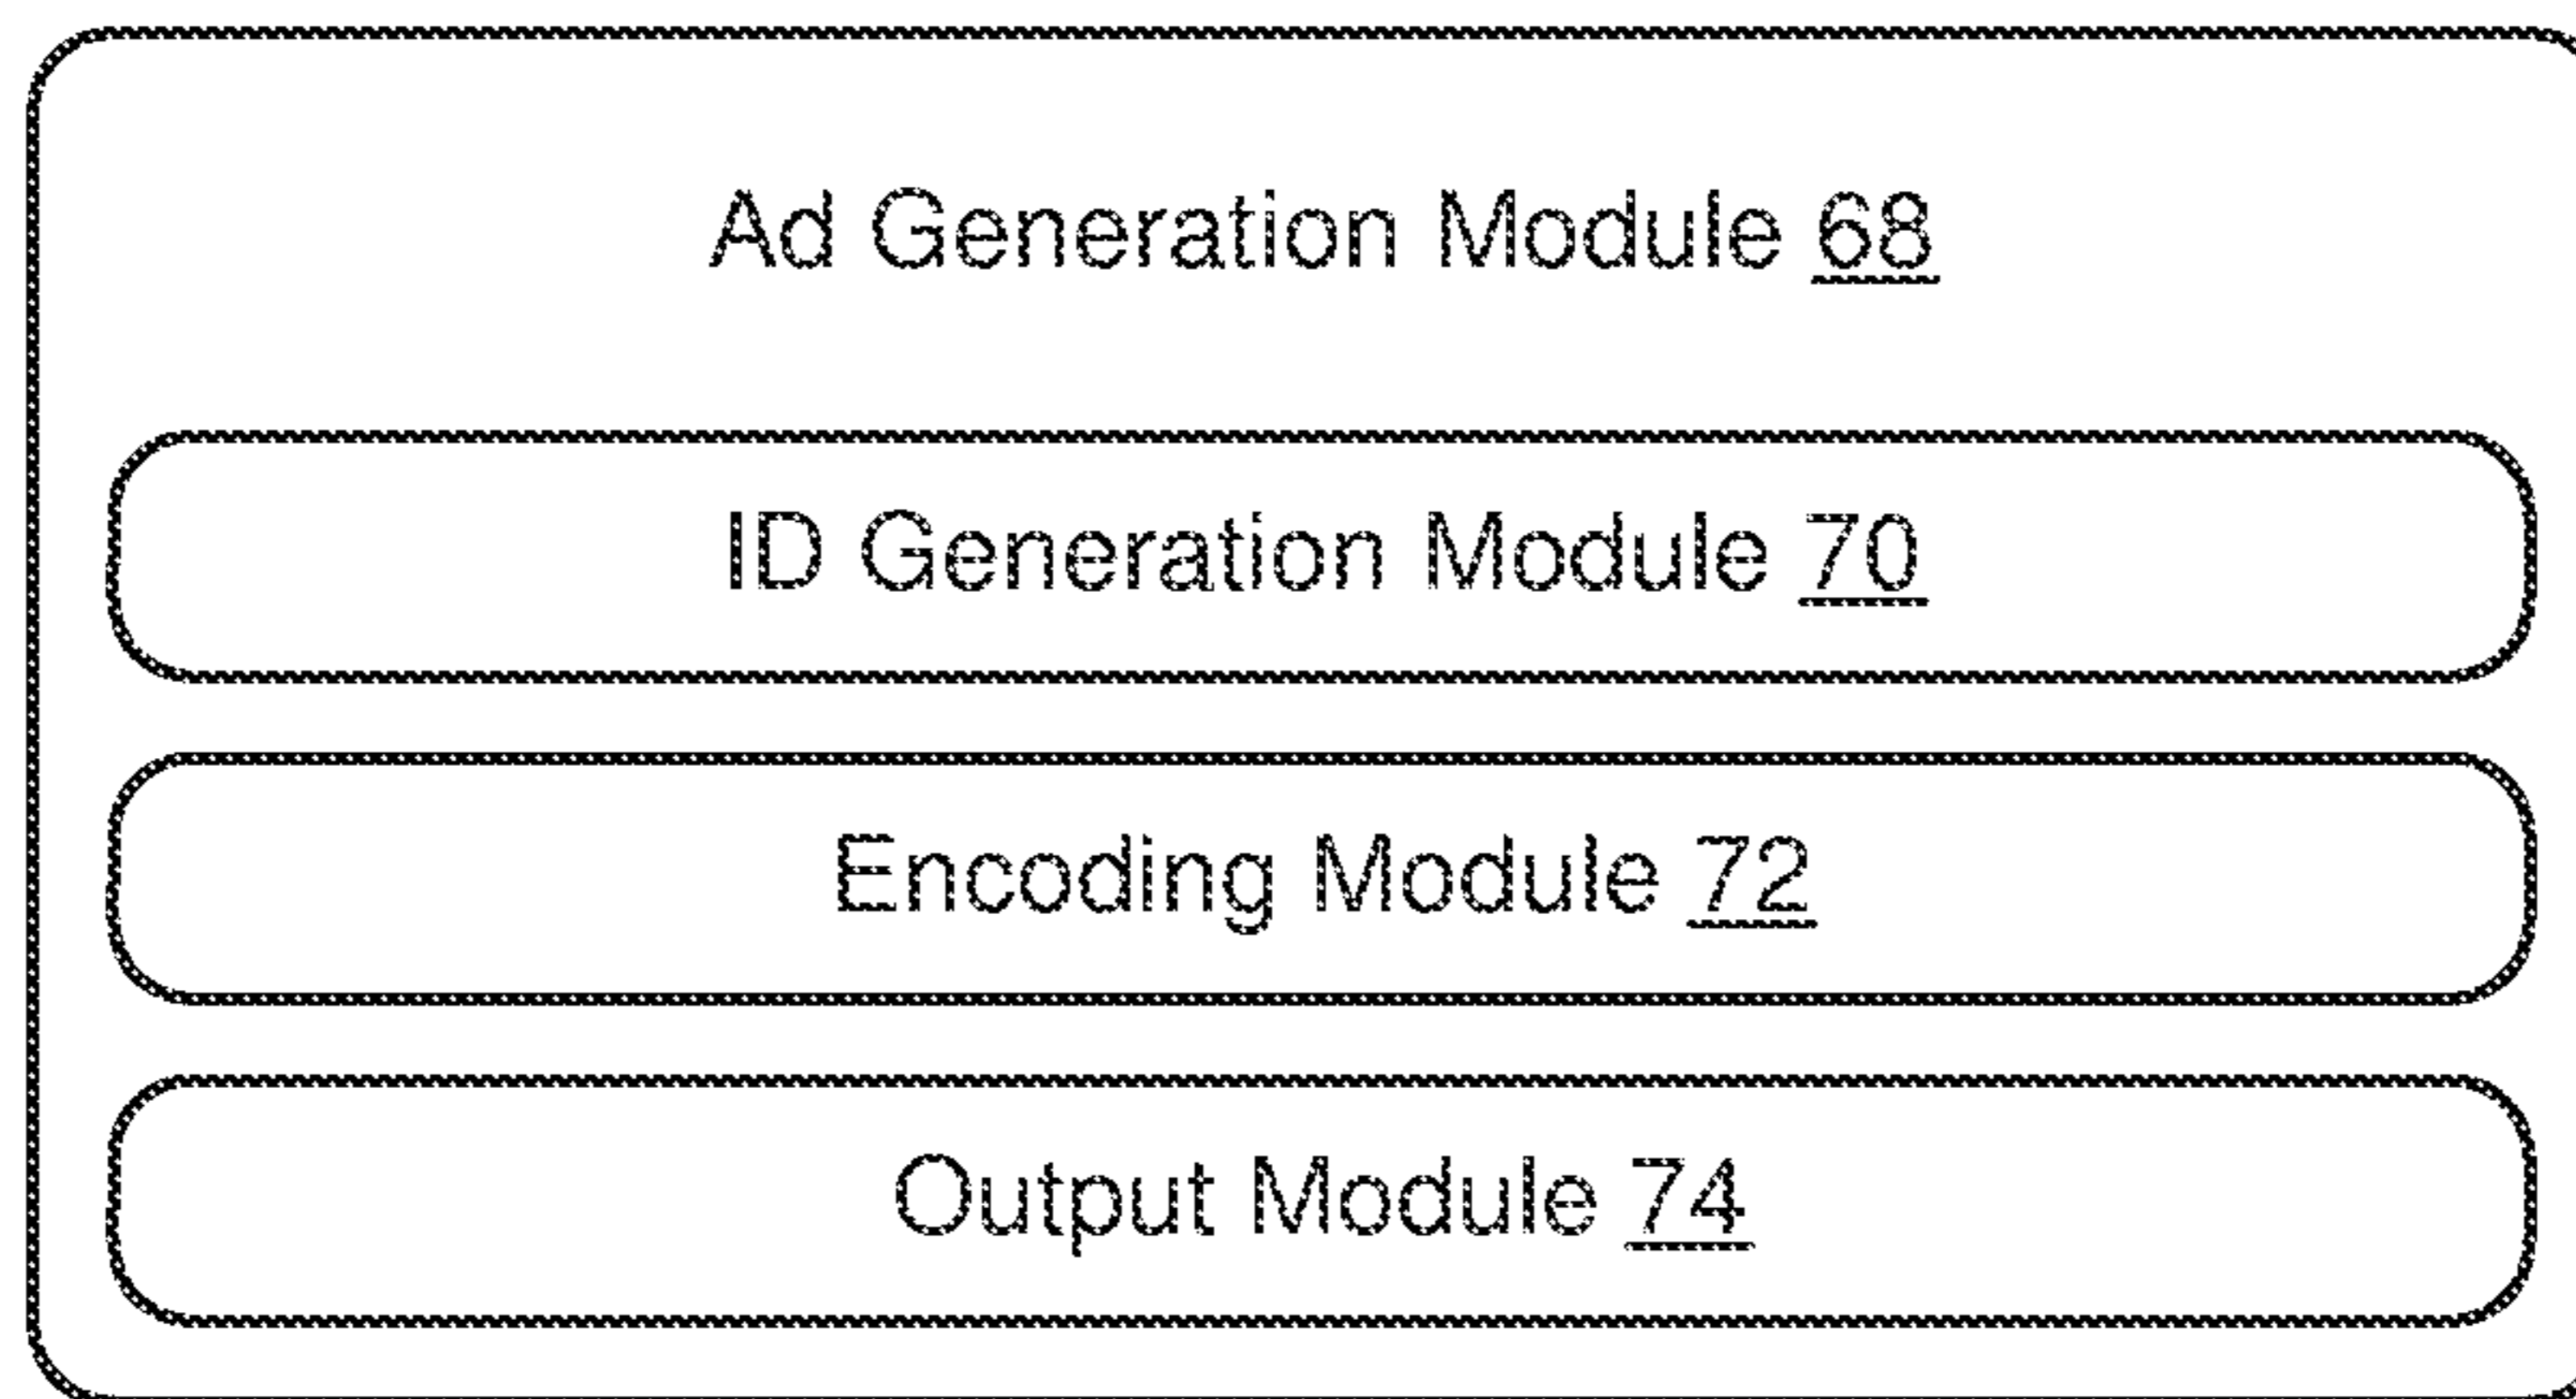 Ad Generation Module 68
ID Generation Module 70
Encoding Module 72
Output Module 74